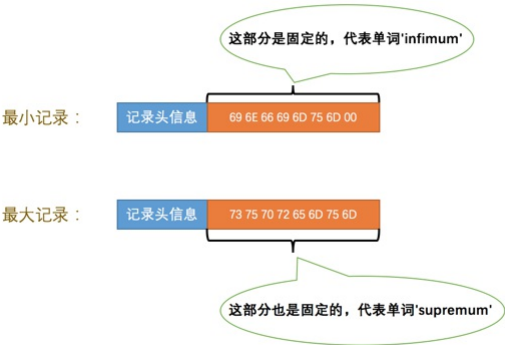 这部分是固定的，代表单词'infimum'
最小记录：
记录头信息
69 6E 66 69 6D 75 6D 00
最大记录：
记录头信息
73 75 70 72 65 6D 75 6D
这部分也是固定的，代表单词'supremum'